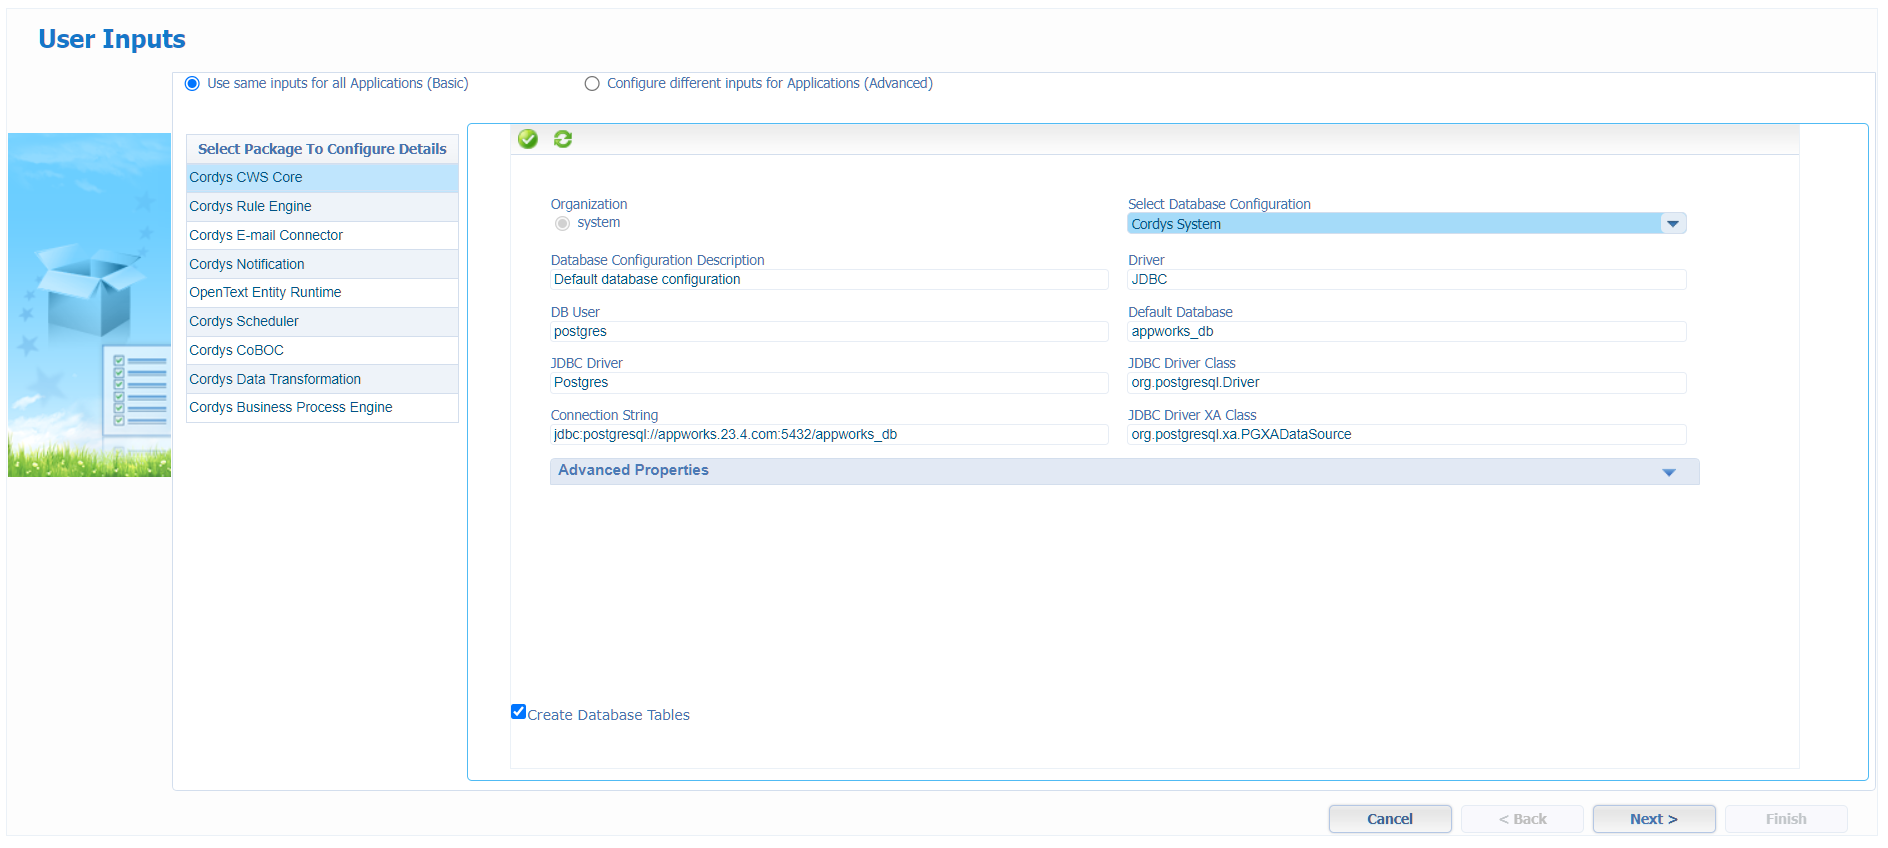 User Inputs
Use same inputs for all Applications (Basic)
Configure different inputs for Applications (Advanced)
Select Package To Configure Details
Cordys CWS Core
Cordys Rule Engine
Cordys E-mail Connector
Cordys Notification
OpenText Entity Runtime
Cordys Scheduler
Cordys CoBOC
Cordys Data Transformation
Cordys Business Process Engine
Organization
system
Select Database Configuration
Cordys System
Database Configuration Description
Default database configuration
Driver
JDBC
DB User
postgres
Default Database
appworks_db
JDBC Driver
Postgres
JDBC Driver Class
org.postgresql.Driver
Connection String
jdbc:postgresql://appworks.23.4.com:5432/appworks_db
JDBC Driver XA Class
org.postgresql.xa.PGXADataSource
Advanced Properties
Create Database Tables
Cancel
< Back
Next >
Finish